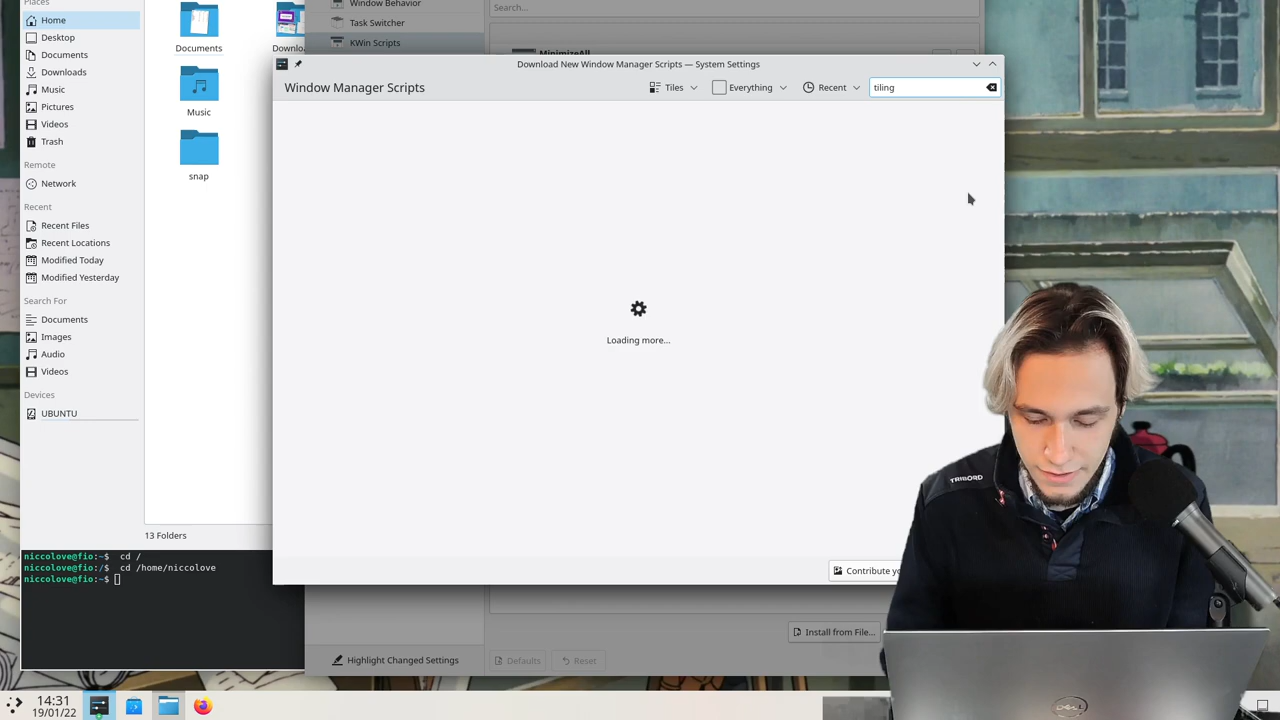 Places
Home
Desktop
Documents
Downloads
Music
Pictures
Videos
Trash
Remote
Network
Recent
Recent Files
Recent Locations
Modified Today
Modified Yesterday
Search For
Documents
Images
Audio
Videos
Devices
UBUNTU
Documents
Music
snap
13 Folders
niccolove@fio:~$ cd /
niccolove@fio:/$ cd /home/niccolove
niccolove@fio:~$
Window Behavior
Task Switcher
KWin Scripts
Search...
MinimizeAll
Download New Window Manager Scripts — System Settings
Window Manager Scripts
Tiles
Everything
Recent
tiling
Loading more...
Contribute
Install from File...
Highlight Changed Settings
Defaults
Reset
14:31
19/01/22
TRIBORD
DELL